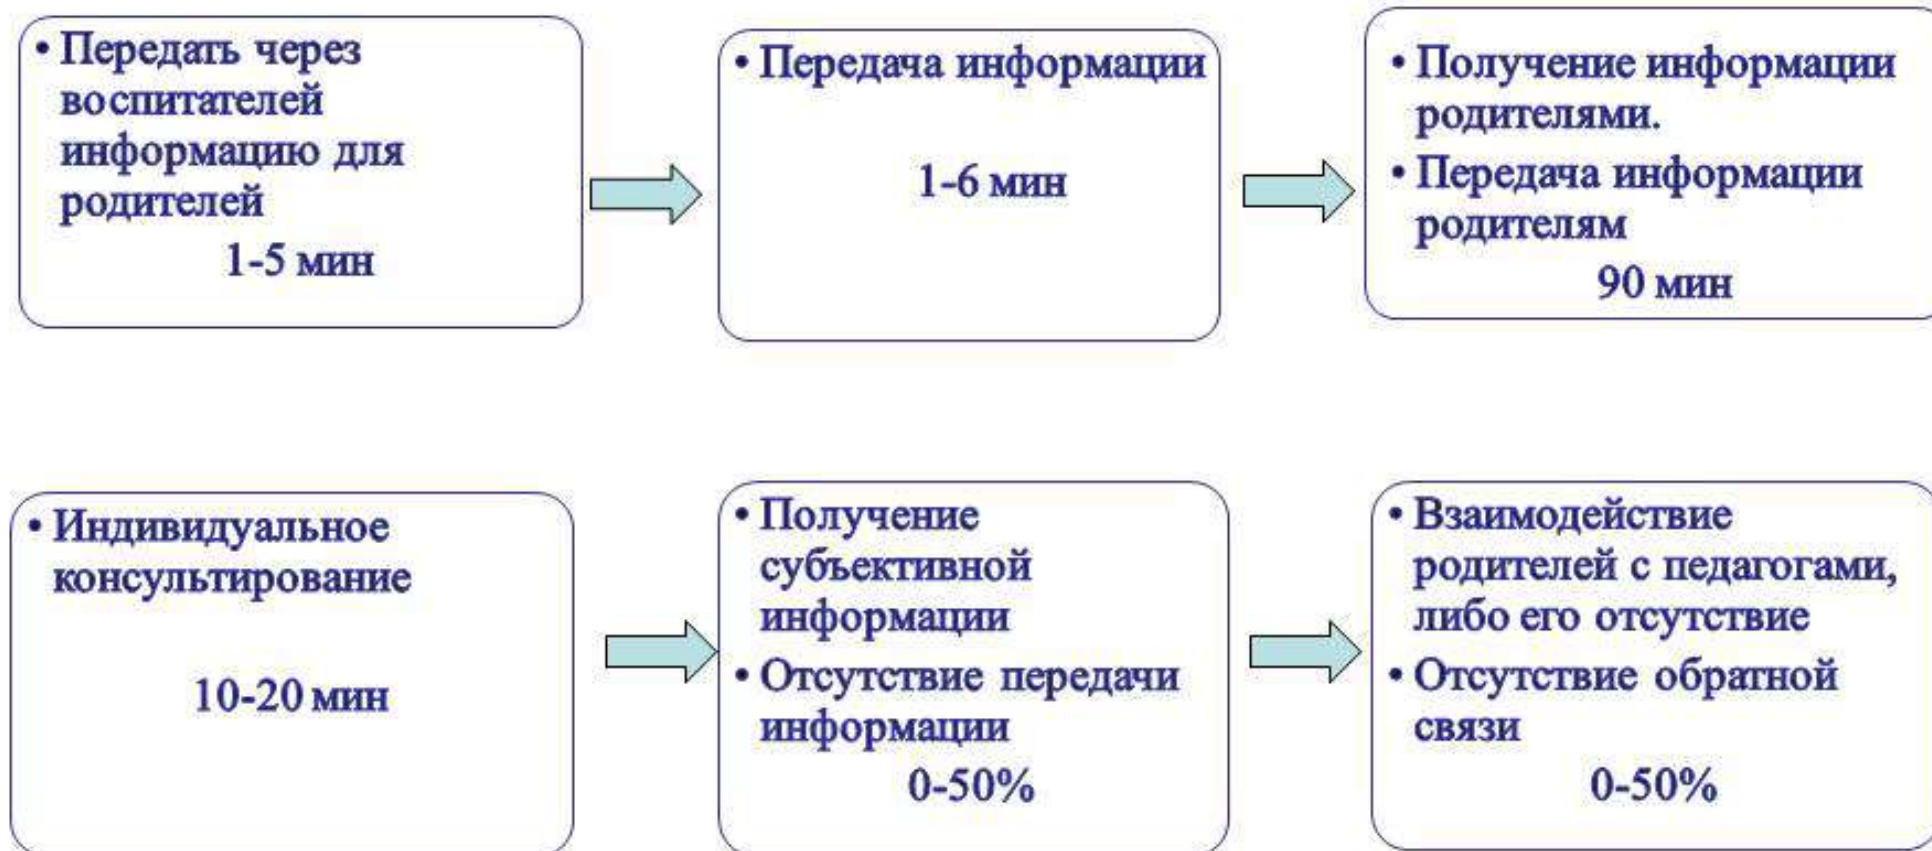 • Передать через
воспитателей
информацию для
родителей
1-5 мин
• Передача информации
1-6 мин
• Получение информации
родителями.
• Передача информации
родителям
90 мин
• Индивидуальное
консультирование
10-20 мин
• Получение
субъективной
информации
• Отсутствие передачи
информации
0-50%
• Взаимодействие
родителей с педагогами,
либо его отсутствие
• Отсутствие обратной
связи
0-50%